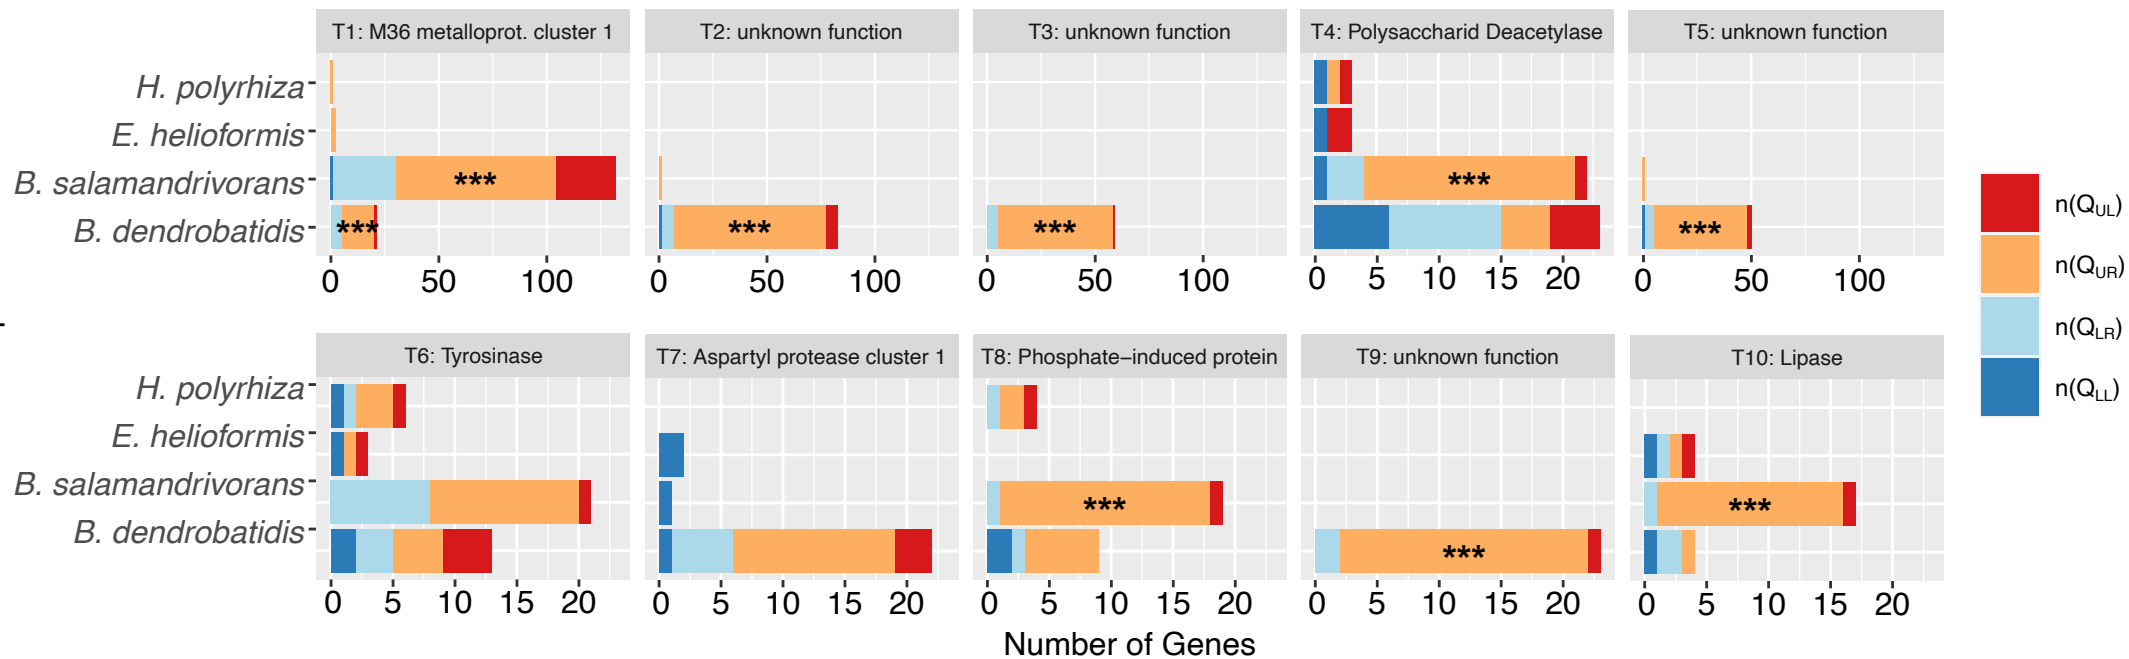 T1: M36 metalloprot. cluster 1 T2: unknown function T3: unknown function T4: Polysaccharid Deacetylase T5: unknown function
H. polyrhiza
E. helioformis
B. salamandrivorans *** ***
B. dendrobatidis *** *** *** ***
0 50 100 0 50 100 0 50 100 0 5 10 15 20 0 50 100
T6: Tyrosinase T7: Aspartyl protease cluster 1 T8: Phosphate−induced protein T9: unknown function T10: Lipase
H. polyrhiza
E. helioformis
B. salamandrivorans *** ***
B. dendrobatidis ***
0 5 10 15 20 0 5 10 15 20 0 5 10 15 20 0 5 10 15 20 0 5 10 15 20
Number of Genes
n(QUL)
n(QUR)
n(QLR)
n(QLL)